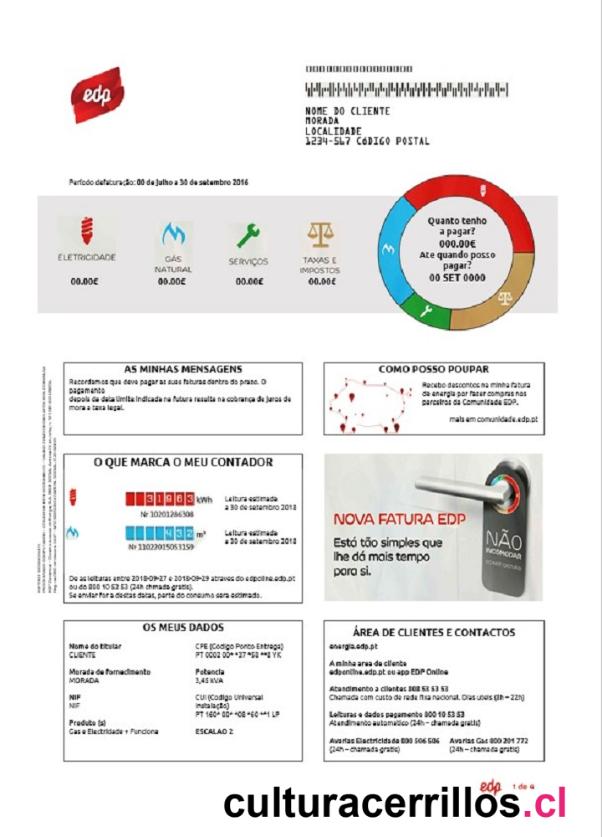 edp
NOME DO CLIENTE
MORADA
LOCALIDADE
1234-567 CÓDIGO POSTAL
Período de faturação: 00 de Julho a 30 de setembro 2016
ELETRICIDADE
00.00€
GÁS
NATURAL
00.00€
SERVIÇOS
00.00€
TAXAS E
IMPOSTOS
00.00€
Quanto tenho
a pagar?
000.00€
Ate quando posso
pagar?
00 SET 0000
AS MINHAS MENSAGENS
Recordamos que deve pagar as suas faturas dentro do prazo. O
pagamento
depois da data limite indicada na fatura resulta na cobrança de juros de
mora a taxa legal.
COMO POSSO POUPAR
Recebo descontos na minha fatura
de energia por fazer compras nos
parceiros da Comunidade EDP.
mais em comunidade.edp.pt
O QUE MARCA O MEU CONTADOR
31963 kWh
Nr 10201266308
Leitura estimada
a 30 de setembro 2018
432 m³
Nr 11022015053159
Leitura estimada
a 30 de setembro 2018
De as leituras entre 2018-09-27 e 2018-09-29 atraves do edponline.edp.pt
ou do 800 10 53 53 (24h chamada gratis).
Se enviar fora destas datas, parte do consumo sera estimado.
NOVA FATURA EDP
Está tão simples que
lhe dá mais tempo
para si.
NÃO
INCOMODAR
OS MEUS DADOS
Nome do titular
CLIENTE
Morada de fornecimento
MORADA
NIF
NIF
Produto (s)
Gas e Electridade + Funciona
CPE (Codigo Ponto Entrega)
PT 0002 00* *37 *58 **8 YK
Potencia
3,45 kVA
CUI (Codigo Universal
Instalação)
PT 160* 00* *08 *60 **1 LP
ESCALAO 2
ÁREA DE CLIENTES E CONTACTOS
energia.edp.pt
A minha area de cliente
edponline.edp.pt ou app EDP Online
Atendimento a clientes 808 53 53 53
Chamada com custo de rede fixa nacional. Dias uteis (8h – 22h)
Leituras e dados pagamento 800 10 53 53
Atendimento automatico (24h – chamada gratis)
Avarias Electricidade 800 506 506
(24h – chamada gratis)
Avarias Gas 800 201 772
(24h – chamada gratis)
edp 1 de 6
culturacerrillos.cl